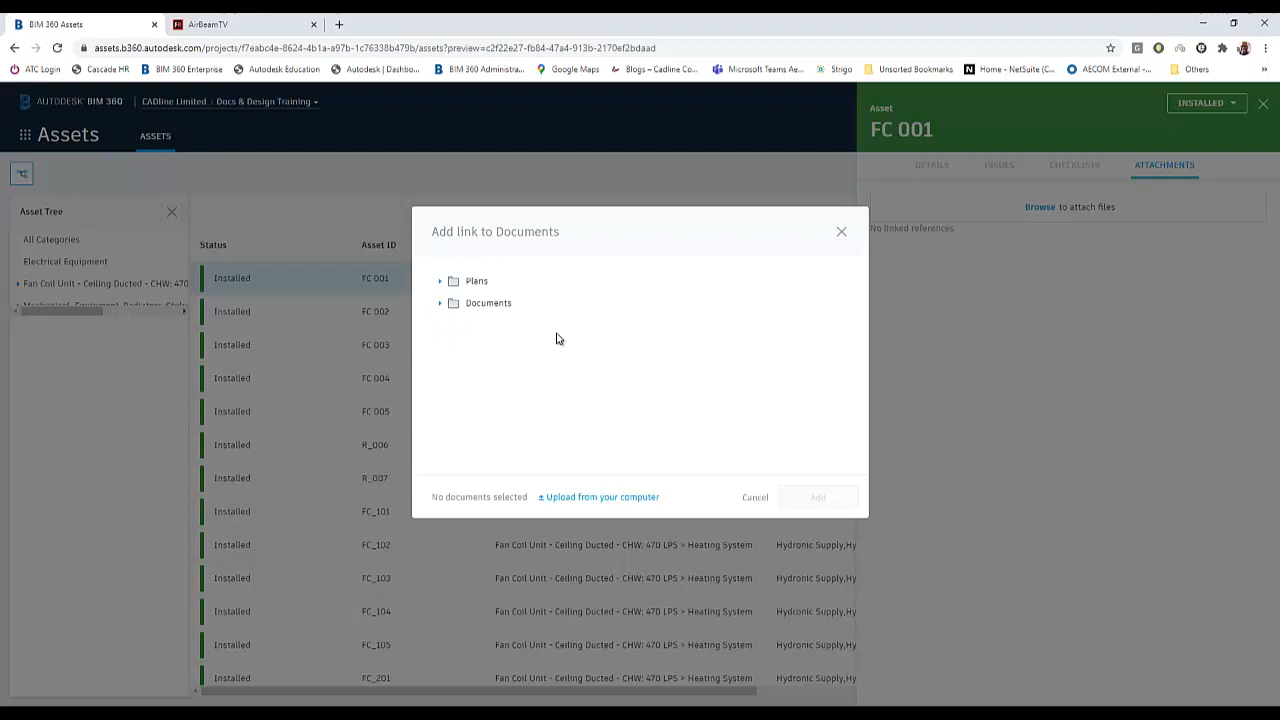 BIM 360 Assets
AirBeamTV
assets.b360.autodesk.com/projects/f7eabc4e-8624-4b1a-a97b-1c76338b479b/assets?preview=c2f22e27-fb84-47a4-913b-2170ef2bdaad
ATC Login
Cascade HR
BIM 360 Enterprise
Autodesk Education
Autodesk | Dashbo...
BIM 360 Administra...
Google Maps
Blogs – Cadline Co...
Microsoft Teams Ae...
Strigo
Unsorted Bookmarks
Home - NetSuite (C...
AECOM External -...
Others
AUTODESK® BIM 360™
CADline Limited > Docs & Design Training
Assets
ASSETS
Asset
FC 001
INSTALLED
DETAILS
ISSUES
CHECKLISTS
ATTACHMENTS
Browse to attach files
No linked references
Asset Tree
All Categories
Electrical Equipment
Fan Coil Unit - Ceiling Ducted - CHW: 470
Status
Asset ID
Installed FC 001
Installed FC 002
Installed FC 003
Installed FC 004
Installed FC 005
Installed R_006
Installed R_007
Installed FC_101
Installed FC_102 Fan Coil Unit - Ceiling Ducted - CHW: 470 LPS > Heating System Hydronic Supply,Hy
Installed FC_103 Fan Coil Unit - Ceiling Ducted - CHW: 470 LPS > Heating System Hydronic Supply,Hy
Installed FC_104 Fan Coil Unit - Ceiling Ducted - CHW: 470 LPS > Heating System Hydronic Supply,Hy
Installed FC_105 Fan Coil Unit - Ceiling Ducted - CHW: 470 LPS > Heating System Hydronic Supply,Hy
Installed FC_201 Fan Coil Unit - Ceiling Ducted - CHW: 470 LPS > Heating System Hydronic Supply,Hy
Add link to Documents
Plans
Documents
No documents selected
Upload from your computer
Cancel
Add